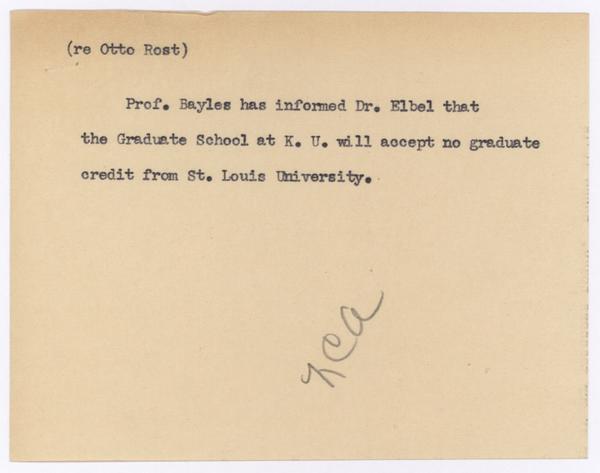 (re Otto Rost)
Prof. Bayles has informed Dr. Elbel that
the Graduate School at K. U. will accept no graduate
credit from St. Louis University.